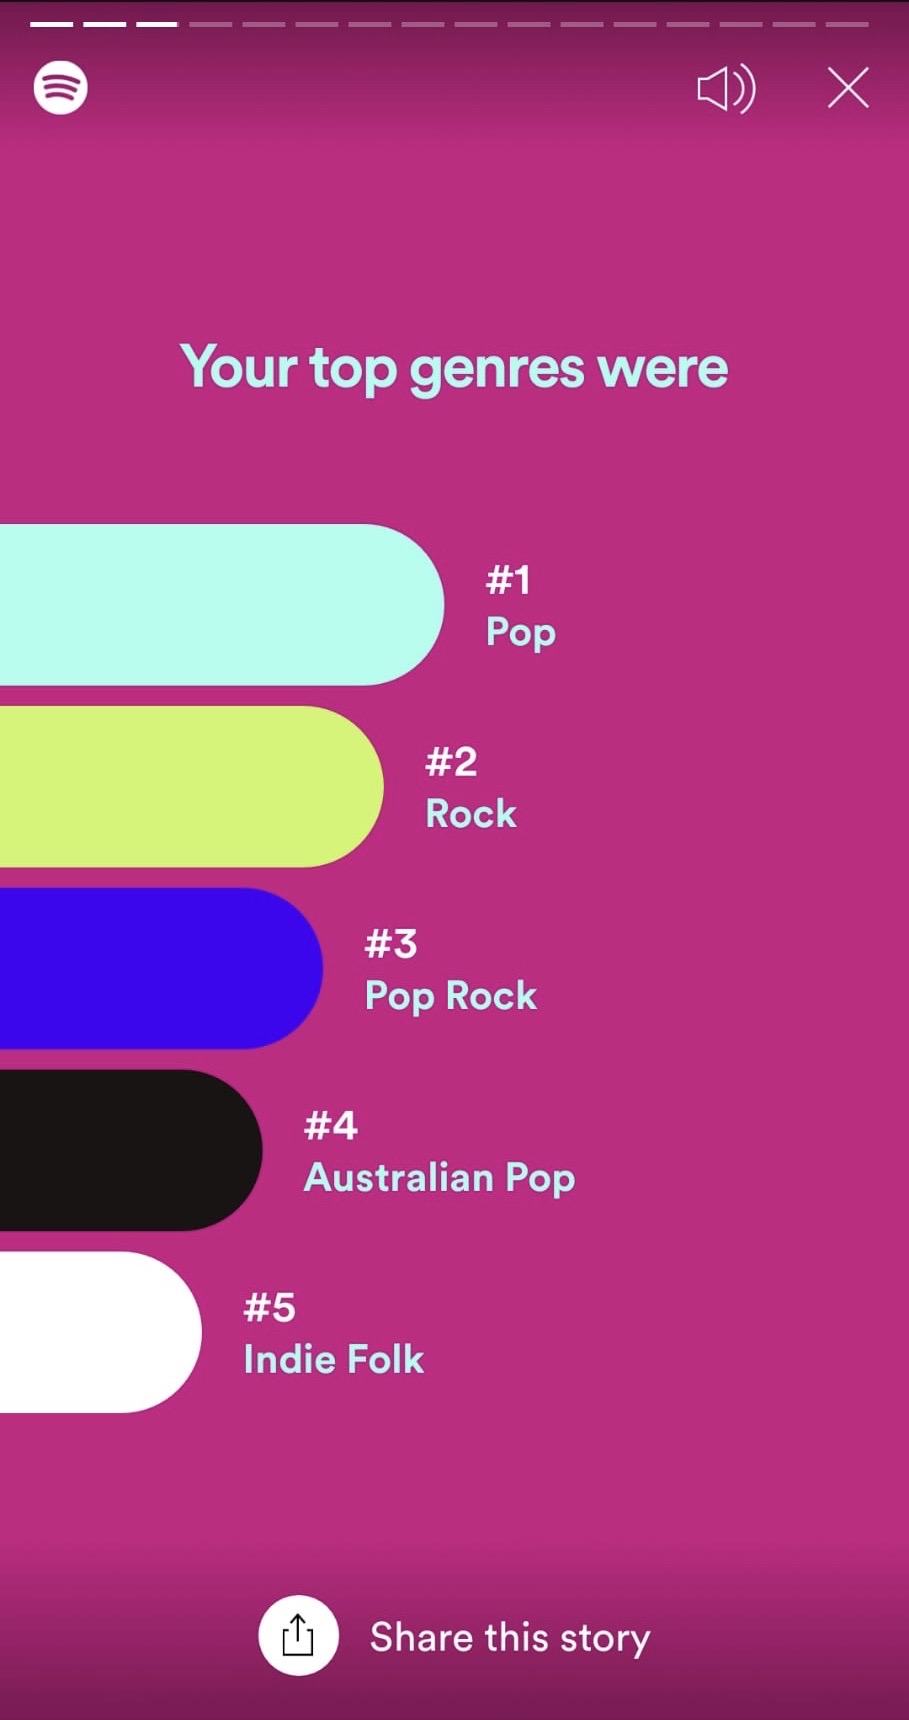 Your top genres were
#1
Pop
#2
Rock
#3
Pop Rock
#4
Australian Pop
#5
Indie Folk
Share this story